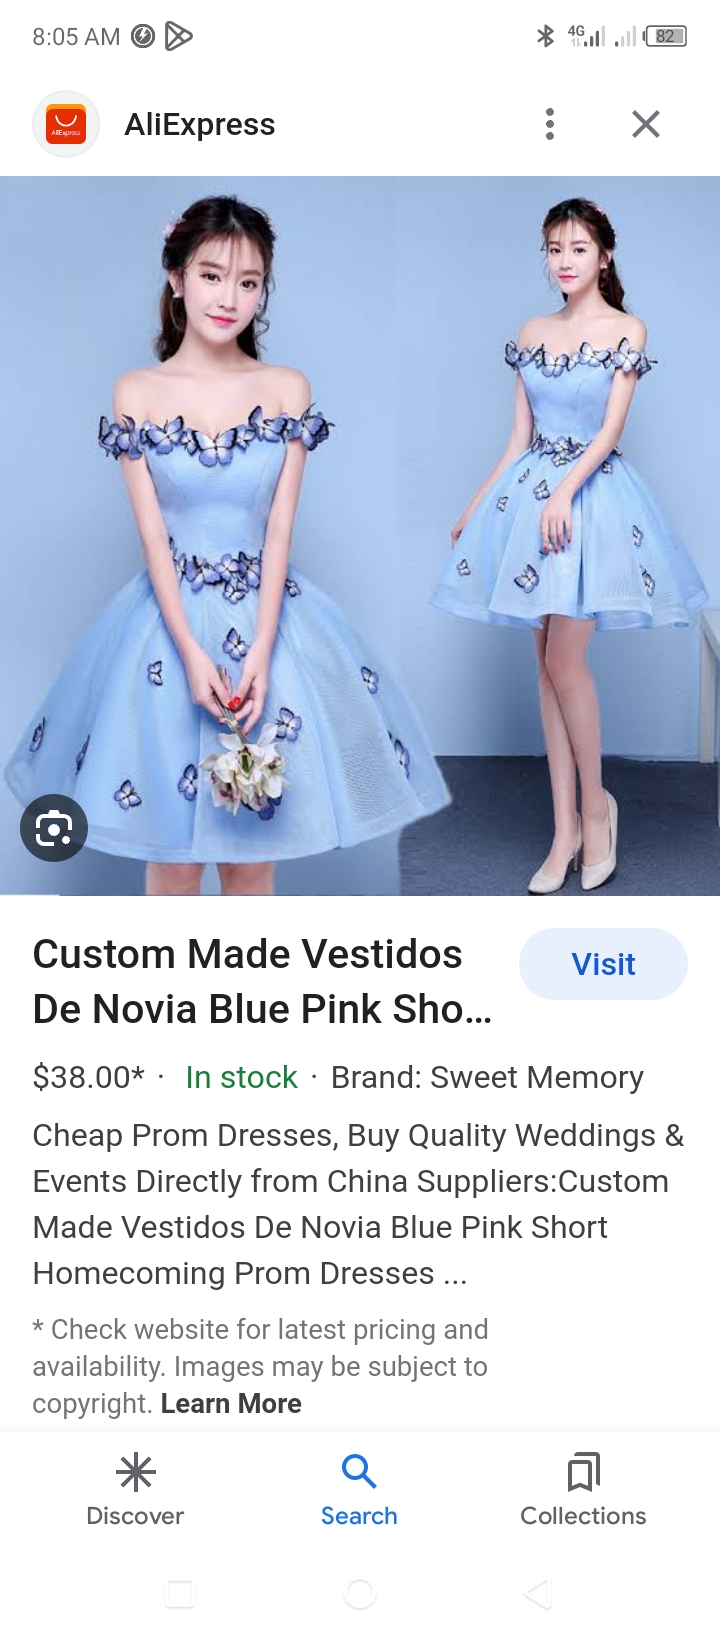 8:05 AM
4G
82
AliExpress
AliExpress
Custom Made Vestidos
De Novia Blue Pink Sho...
Visit
$38.00* · In stock · Brand: Sweet Memory
Cheap Prom Dresses, Buy Quality Weddings &
Events Directly from China Suppliers:Custom
Made Vestidos De Novia Blue Pink Short
Homecoming Prom Dresses ...
* Check website for latest pricing and
availability. Images may be subject to
copyright. Learn More
Discover
Search
Collections